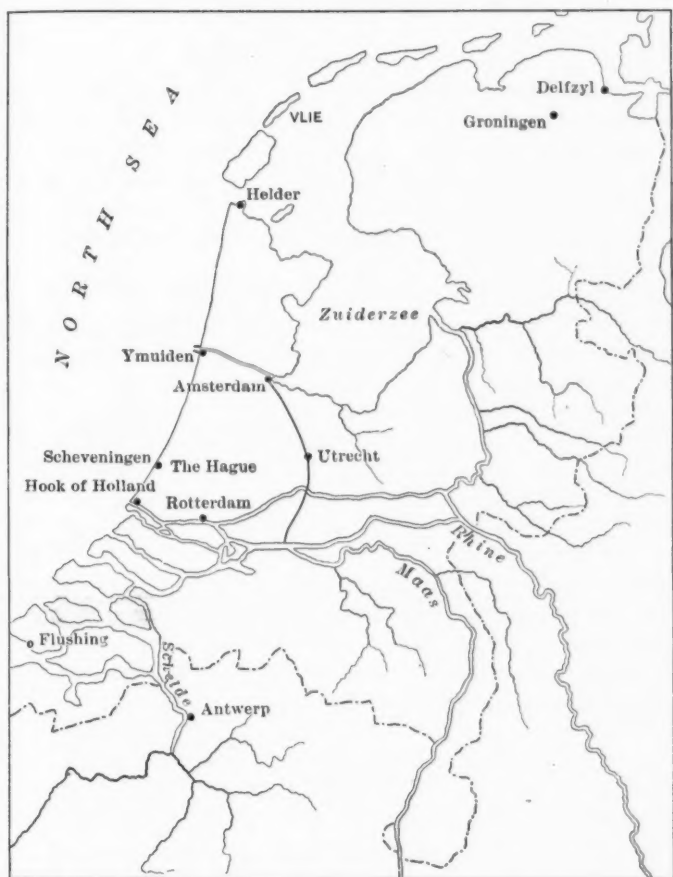 NORTH SEA
Delfzyl
VLIE
Groningen
Helder
Zuiderzee
Ymuiden
Amsterdam
Scheveningen
The Hague
Utrecht
Hook of Holland
Rotterdam
Rhine
Maas
Flushing
Schelde
Antwerp